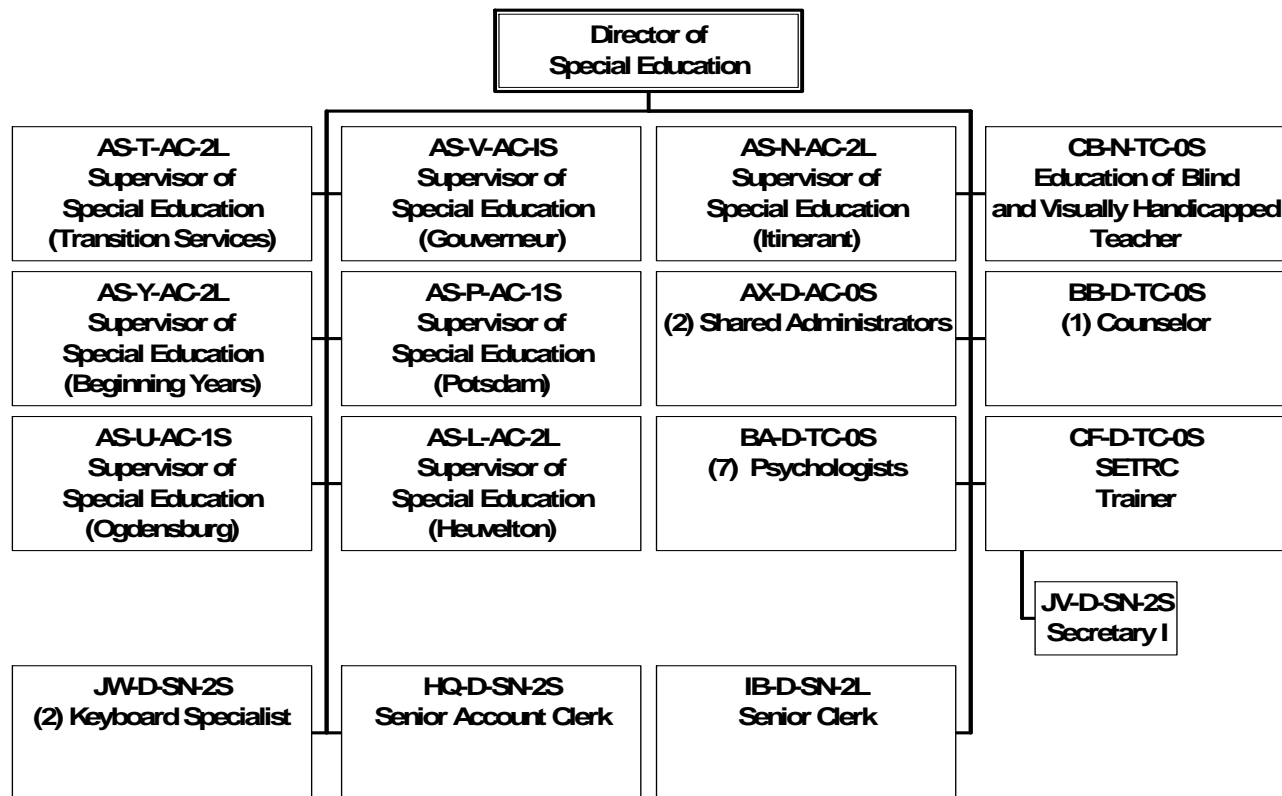 Director of
Special Education
AS-T-AC-2L
Supervisor of
Special Education
(Transition Services)
AS-V-AC-IS
Supervisor of
Special Education
(Gouverneur)
AS-N-AC-2L
Supervisor of
Special Education
(Itinerant)
CB-N-TC-0S
Education of Blind
and Visually Handicapped
Teacher
AS-Y-AC-2L
Supervisor of
Special Education
(Beginning Years)
AS-P-AC-1S
Supervisor of
Special Education
(Potsdam)
AX-D-AC-0S
(2) Shared Administrators
BB-D-TC-0S
(1) Counselor
AS-U-AC-1S
Supervisor of
Special Education
(Ogdensburg)
AS-L-AC-2L
Supervisor of
Special Education
(Heuvelton)
BA-D-TC-0S
(7) Psychologists
CF-D-TC-0S
SETRC
Trainer
JV-D-SN-2S
Secretary I
JW-D-SN-2S
(2) Keyboard Specialist
HQ-D-SN-2S
Senior Account Clerk
IB-D-SN-2L
Senior Clerk